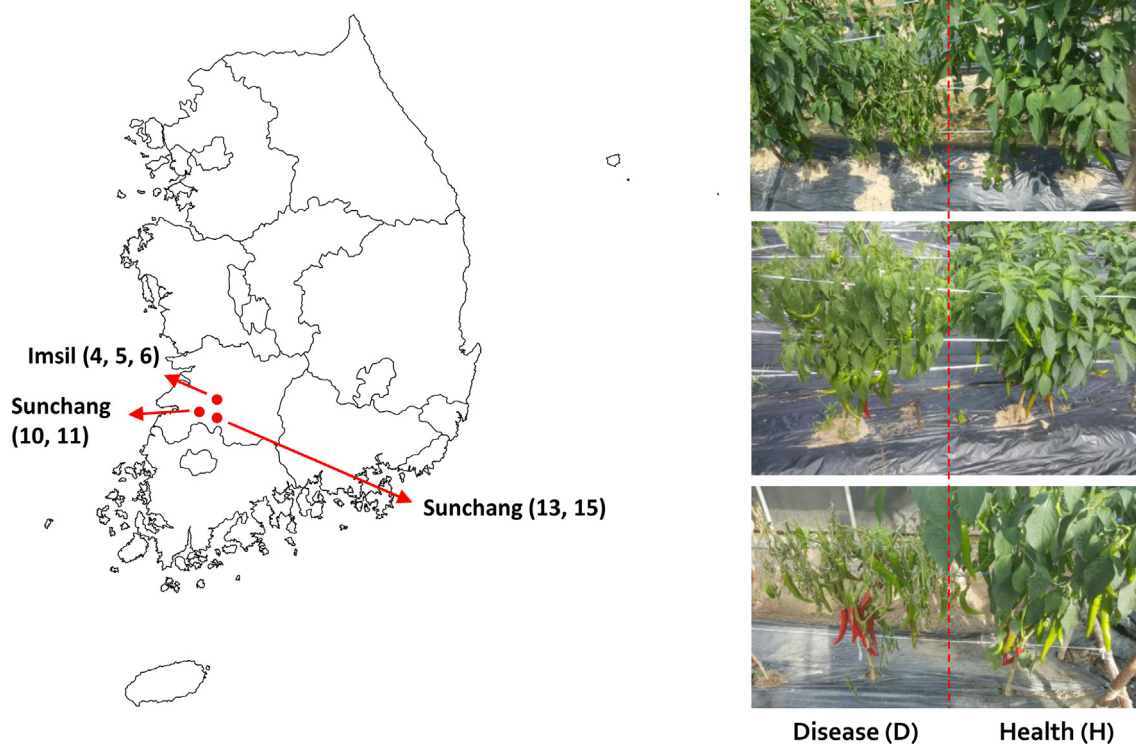 Imsil (4, 5, 6)
Sunchang
(10, 11)
Sunchang (13, 15)
Disease (D)
Health (H)